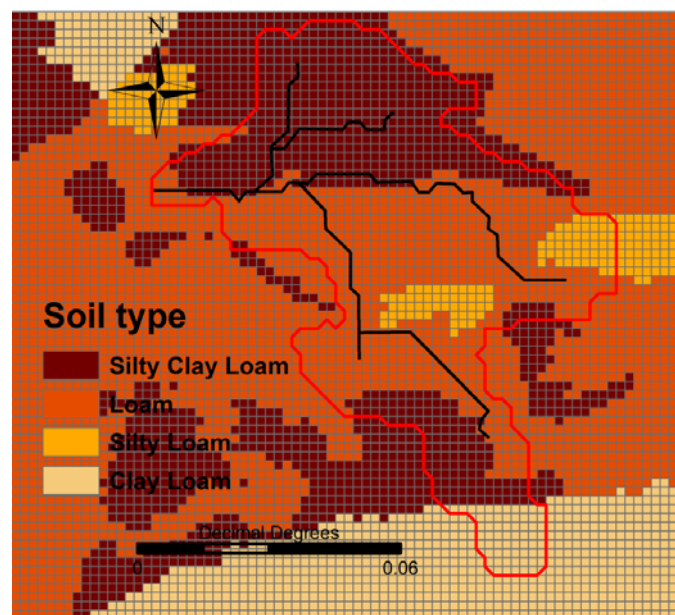 N
Soil type
Silty Clay Loam
Loam
Silty Loam
Clay Loam
Decimal Degrees
0 0.06